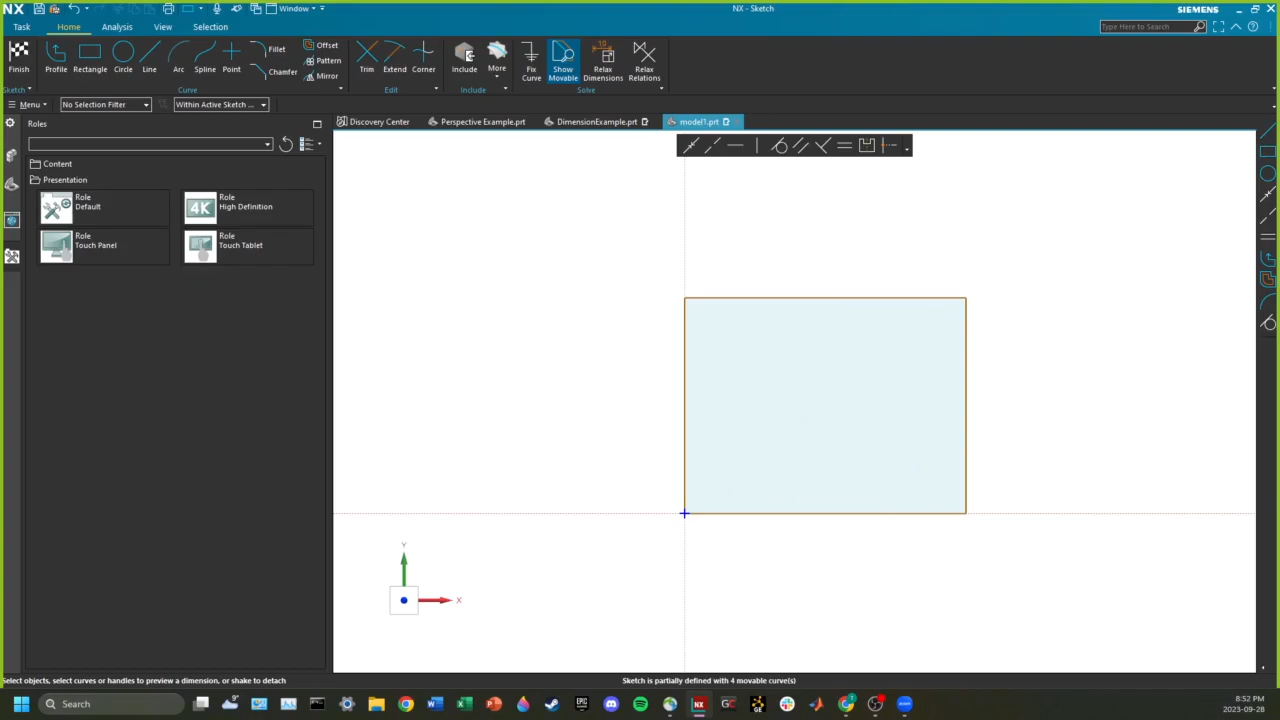 NX
Window
NX - Sketch
SIEMENS
Task
Home
Analysis
View
Selection
Type Here to Search
Finish
Profile
Rectangle
Circle
Line
Arc
Spline
Point
Fillet
Chamfer
Offset
Pattern
Mirror
Trim
Extend
Corner
Include
More
Fix
Curve
Show
Movable
10
Relax
Dimensions
Relax
Relations
Sketch
Curve
Edit
Include
Solve
Menu
No Selection Filter
Within Active Sketch ...
Roles
Discovery Center
Perspective Example.prt
DimensionExample.prt
model1.prt
Content
Presentation
Role
Default
4K
Role
High Definition
Role
Touch Panel
Role
Touch Tablet
Y
X
Select objects, select curves or handles to preview a dimension, or shake to detach
Sketch is partially defined with 4 movable curve(s)
Search
NX
GC
8:52 PM
2023-09-28